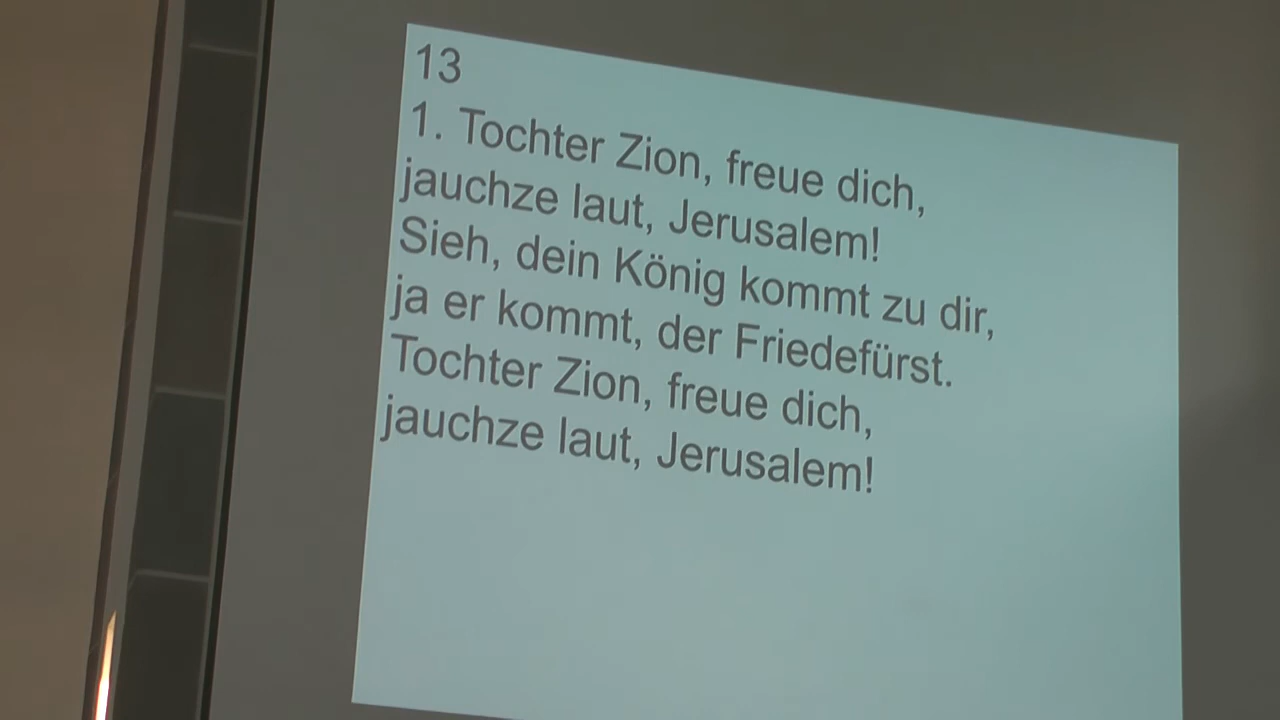 13
1. Tochter Zion, freue dich,
jauchze laut, Jerusalem!
Sieh, dein König kommt zu dir,
ja er kommt, der Friedefürst.
Tochter Zion, freue dich,
jauchze laut, Jerusalem!